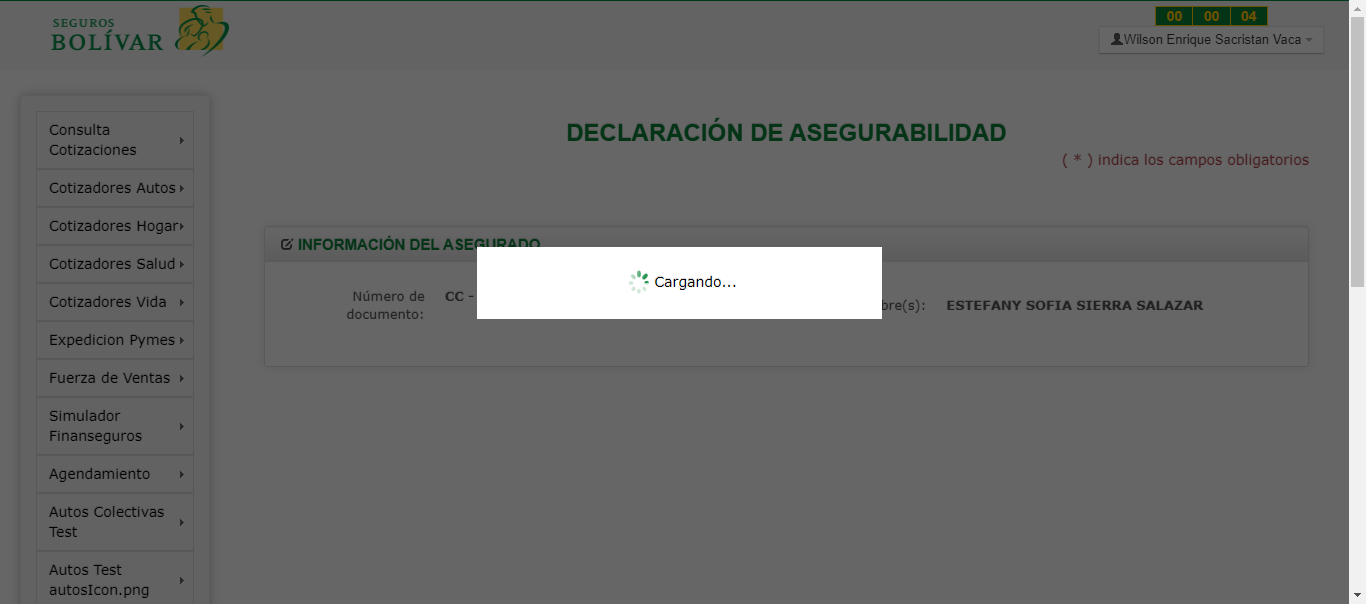 SEGUROS
BOLÍVAR
00 00 04
Wilson Enrique Sacristan Vaca
Consulta
Cotizaciones
Cotizadores Autos
Cotizadores Hogar
Cotizadores Salud
Cotizadores Vida
Expedicion Pymes
Fuerza de Ventas
Simulador
Finanseguros
Agendamiento
Autos Colectivas
Test
Autos Test
autosIcon.png
DECLARACIÓN DE ASEGURABILIDAD
( * ) indica los campos obligatorios
INFORMACIÓN DEL ASEGURADO
Número de
documento:
CC -
bre(s):
ESTEFANY SOFIA SIERRA SALAZAR
Cargando...